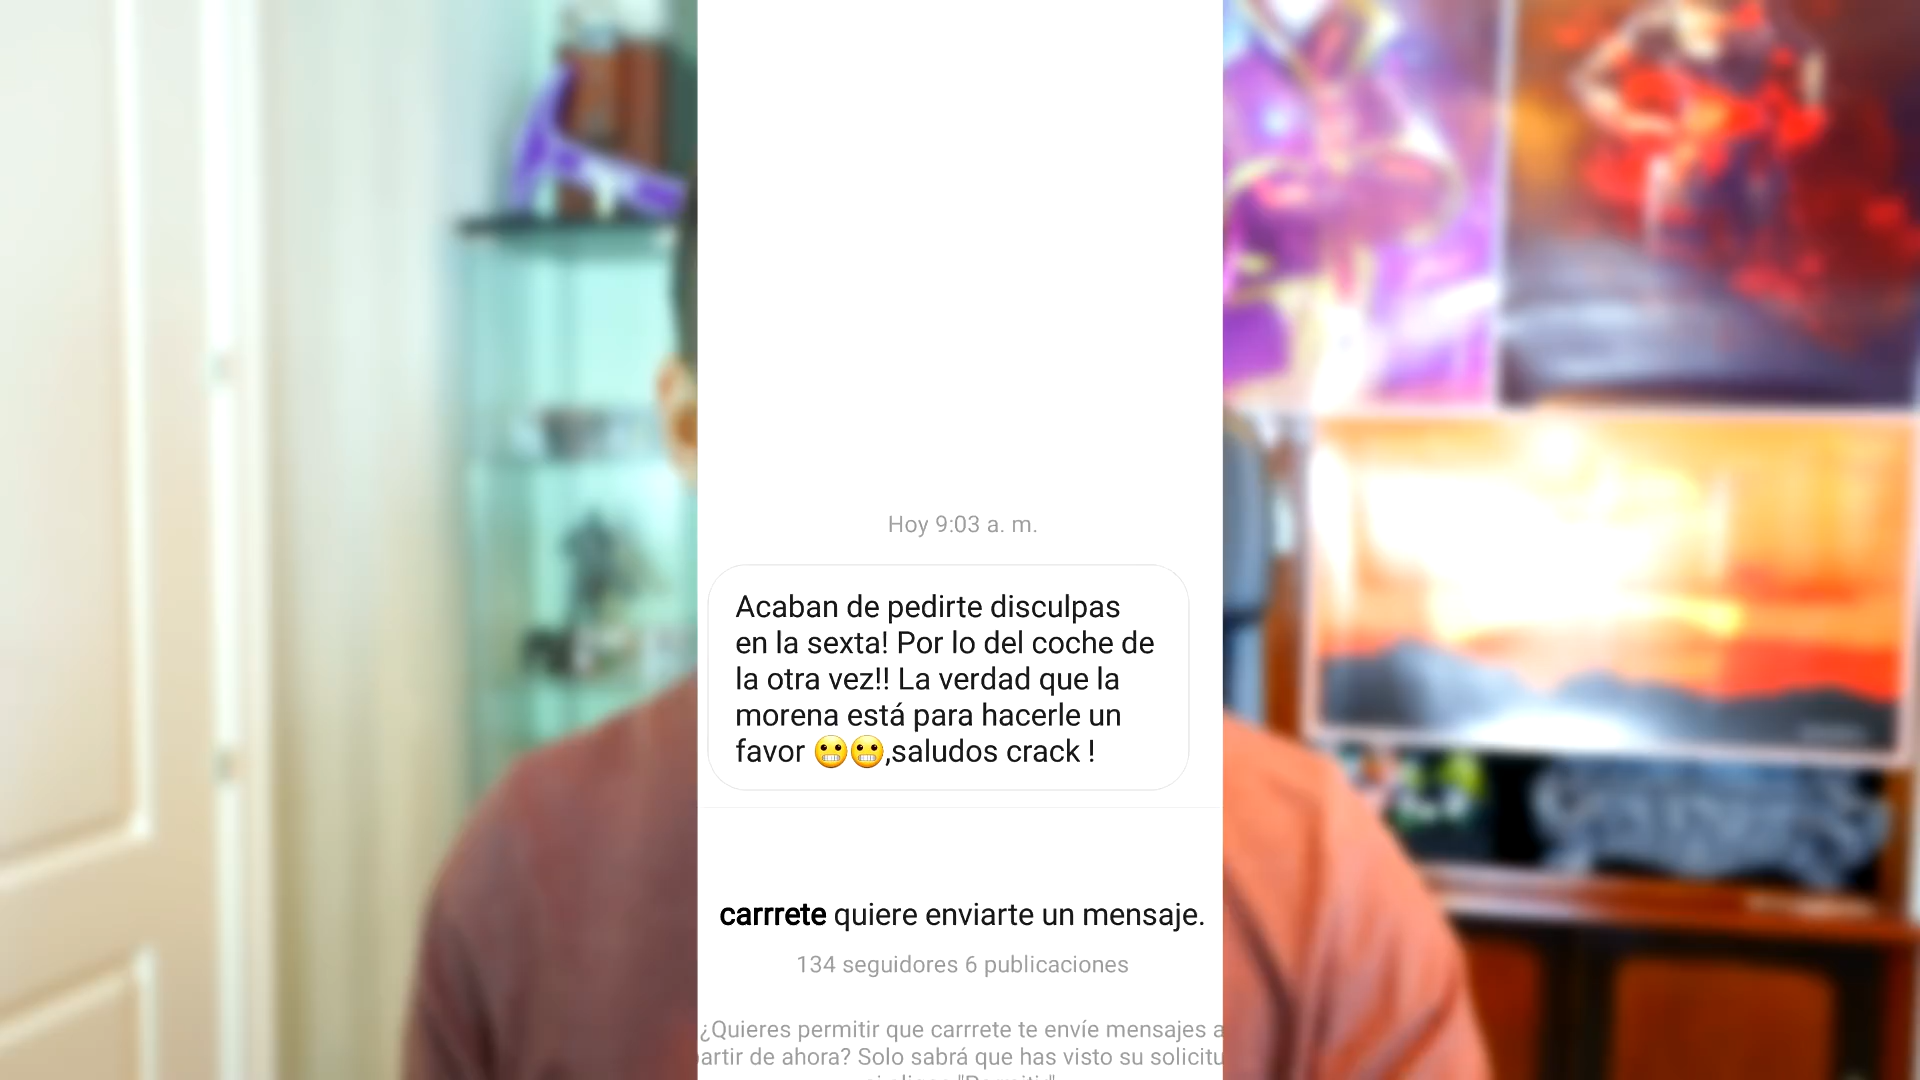 Hoy 9:03 a. m.
Acaban de pedirte disculpas
en la sexta! Por lo del coche de
la otra vez!! La verdad que la
morena está para hacerle un
favor 😬😬,saludos crack !
carrrete quiere enviarte un mensaje.
134 seguidores 6 publicaciones
¿Quieres permitir que carrrete te envíe mensajes a
partir de ahora? Solo sabrá que has visto su solicitu